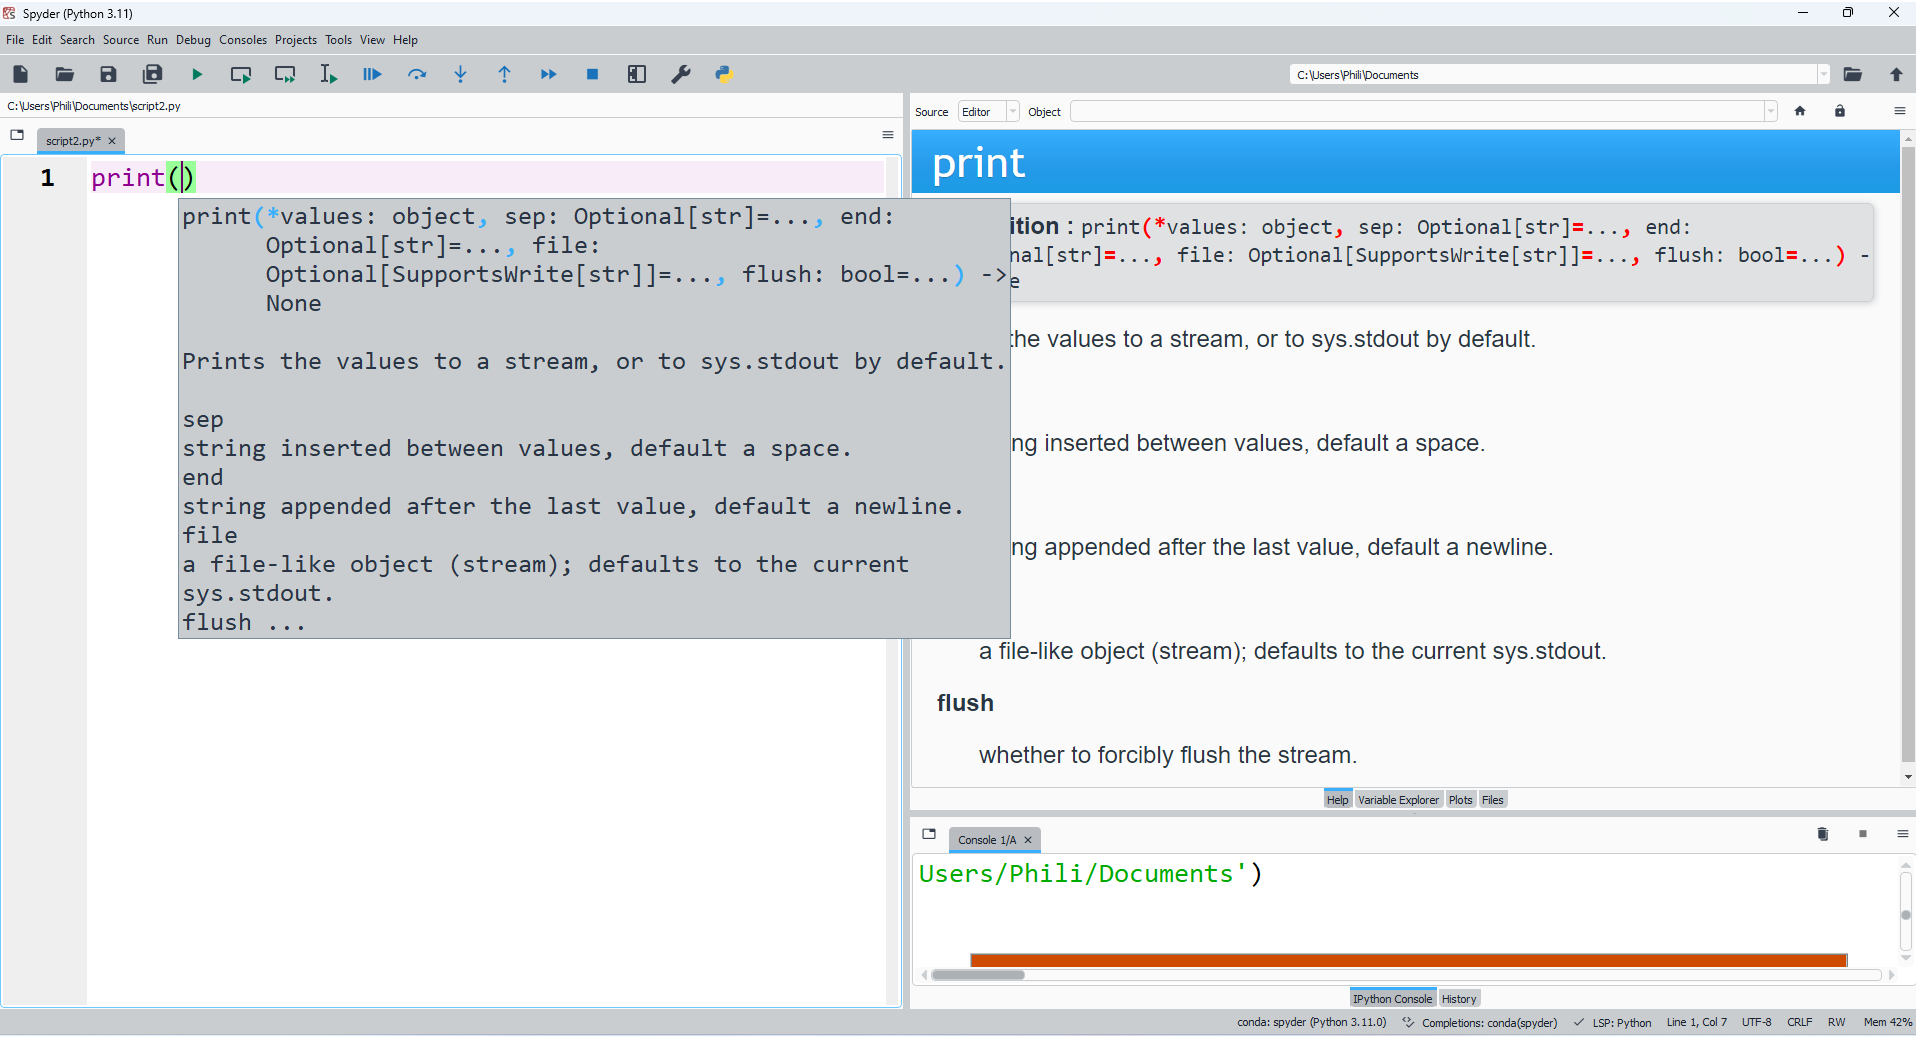 Spyder (Python 3.11)
File Edit Search Source Run Debug Consoles Projects Tools View Help
C:\Users\Phili\Documents
C:\Users\Phili\Documents\script2.py
script2.py*
1 print()
print(*values: object, sep: Optional[str]=..., end:
Optional[str]=..., file:
Optional[SupportsWrite[str]]=..., flush: bool=...) ->
None
Prints the values to a stream, or to sys.stdout by default.
sep
string inserted between values, default a space.
end
string appended after the last value, default a newline.
file
a file-like object (stream); defaults to the current
sys.stdout.
flush ...
Source Editor Object
print
ition : print(*values: object, sep: Optional[str]=..., end:
nal[str]=..., file: Optional[SupportsWrite[str]]=..., flush: bool=...) -
e
the values to a stream, or to sys.stdout by default.
ng inserted between values, default a space.
ng appended after the last value, default a newline.
a file-like object (stream); defaults to the current sys.stdout.
flush
whether to forcibly flush the stream.
Help Variable Explorer Plots Files
Console 1/A
Users/Phili/Documents')
IPython Console History
conda: spyder (Python 3.11.0) Completions: conda(spyder) LSP: Python Line 1, Col 7 UTF-8 CRLF RW Mem 42%